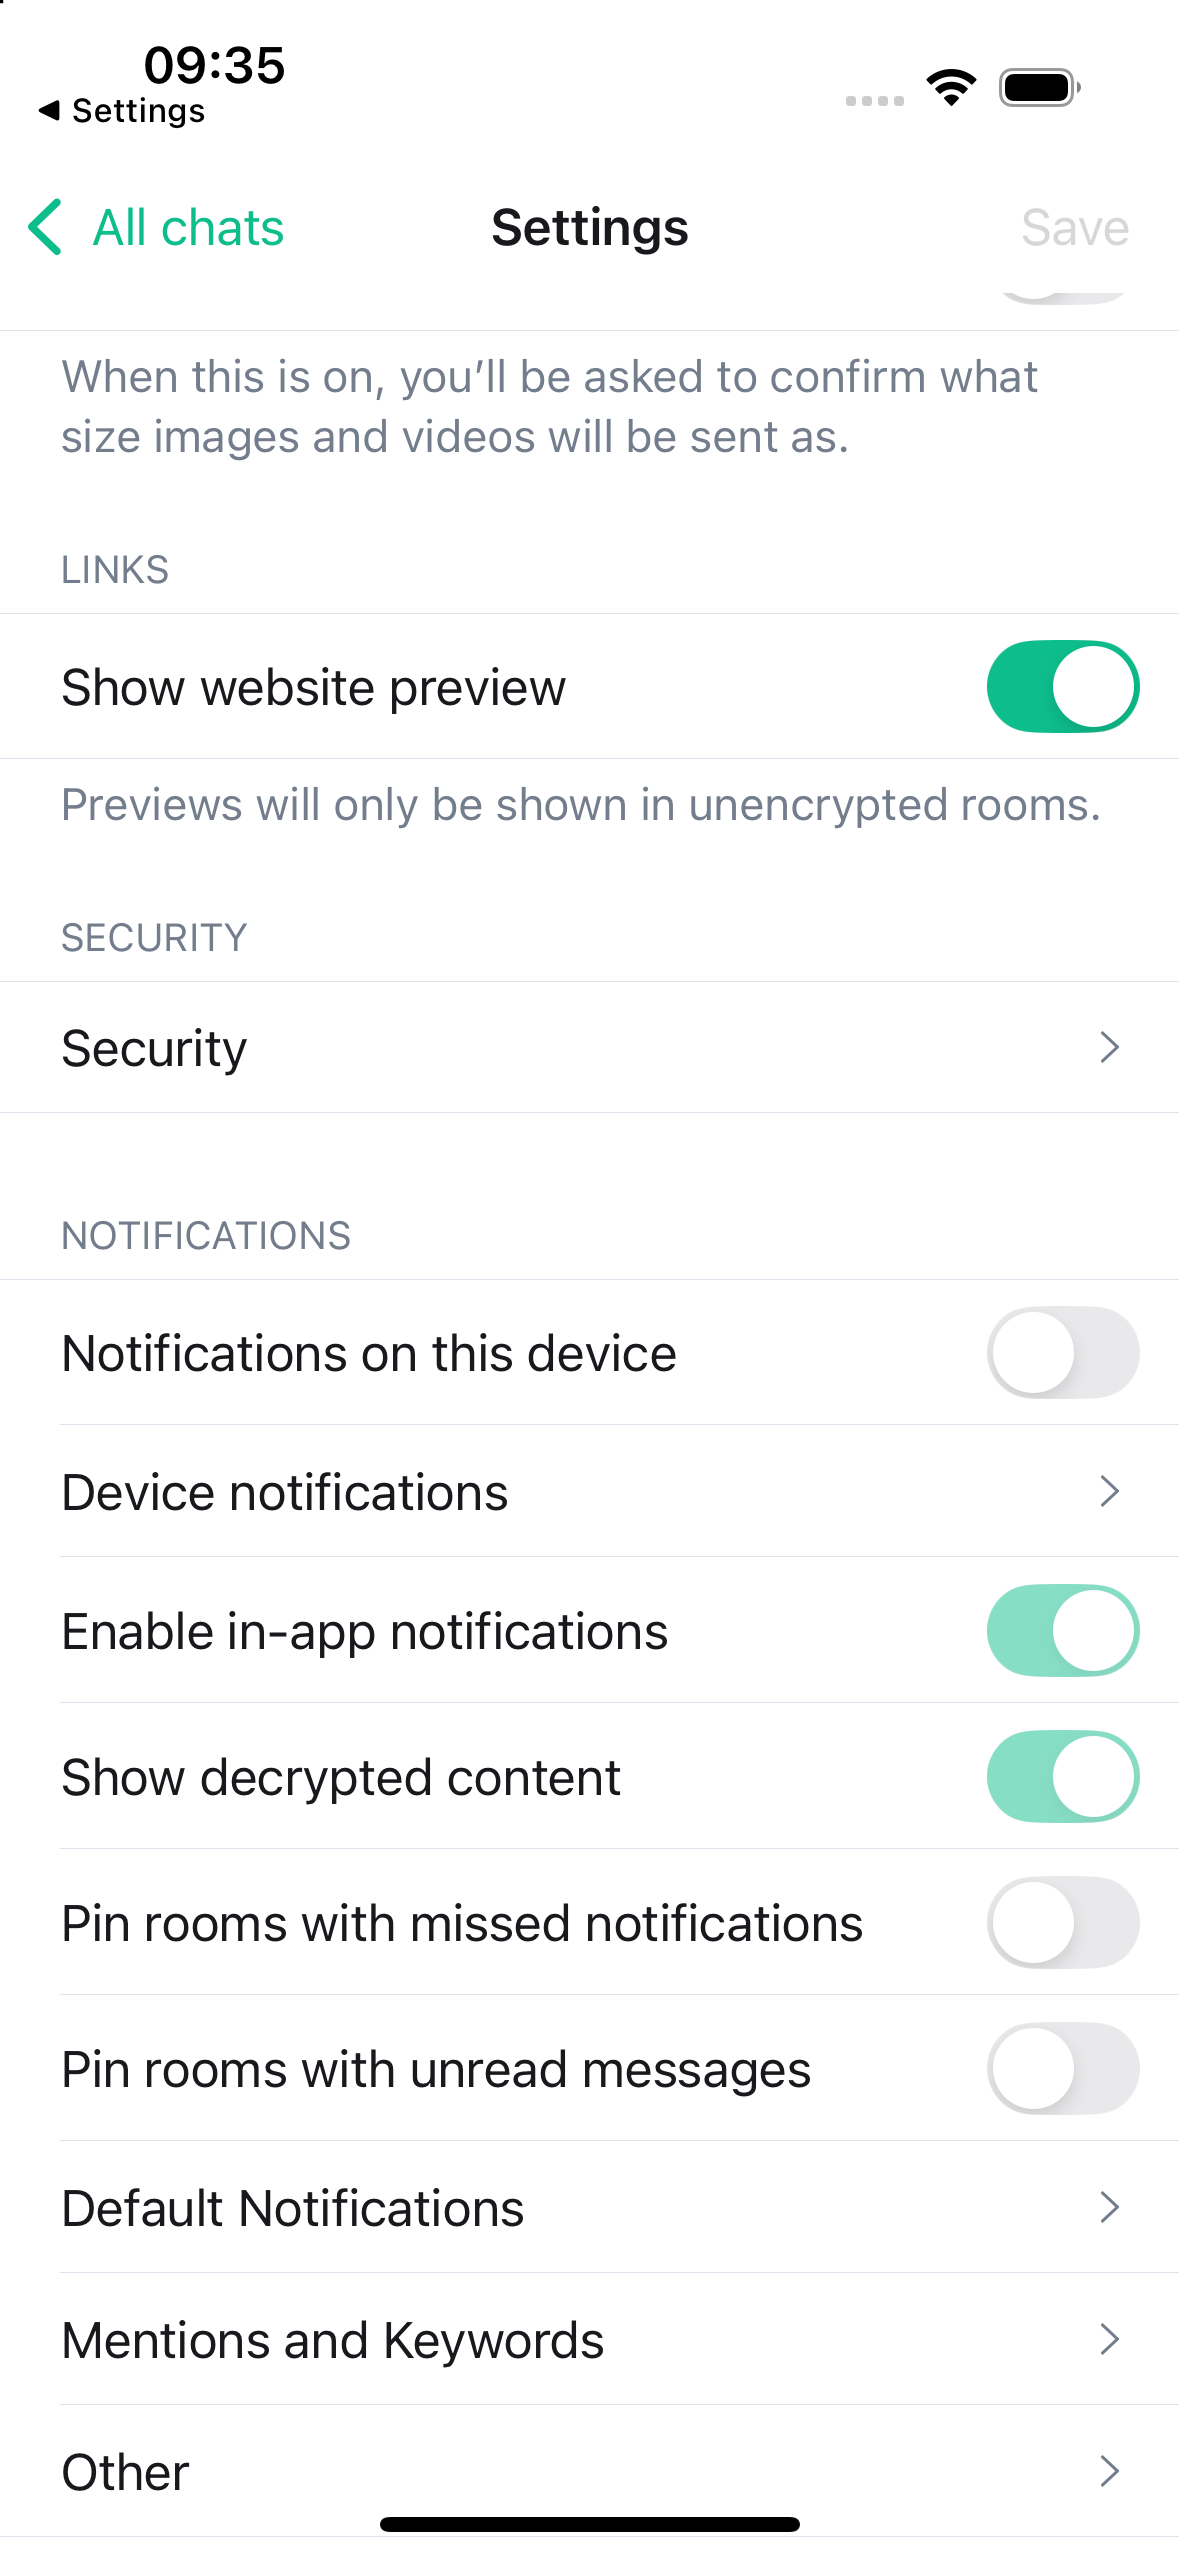 09:35
◀ Settings
All chats
Settings
Save
When this is on, you’ll be asked to confirm what
size images and videos will be sent as.
LINKS
Show website preview
Previews will only be shown in unencrypted rooms.
SECURITY
Security
NOTIFICATIONS
Notifications on this device
Device notifications
Enable in-app notifications
Show decrypted content
Pin rooms with missed notifications
Pin rooms with unread messages
Default Notifications
Mentions and Keywords
Other